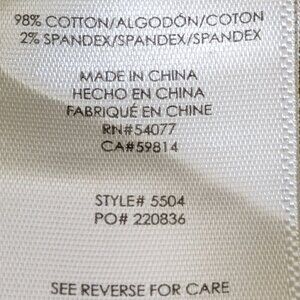 98% COTTON/ALGODÓN/COTON
2% SPANDEX/SPANDEX/SPANDEX
MADE IN CHINA
HECHO EN CHINA
FABRIQUÉ EN CHINE
RN#54077
CA#59814
STYLE# 5504
PO# 220836
SEE REVERSE FOR CARE